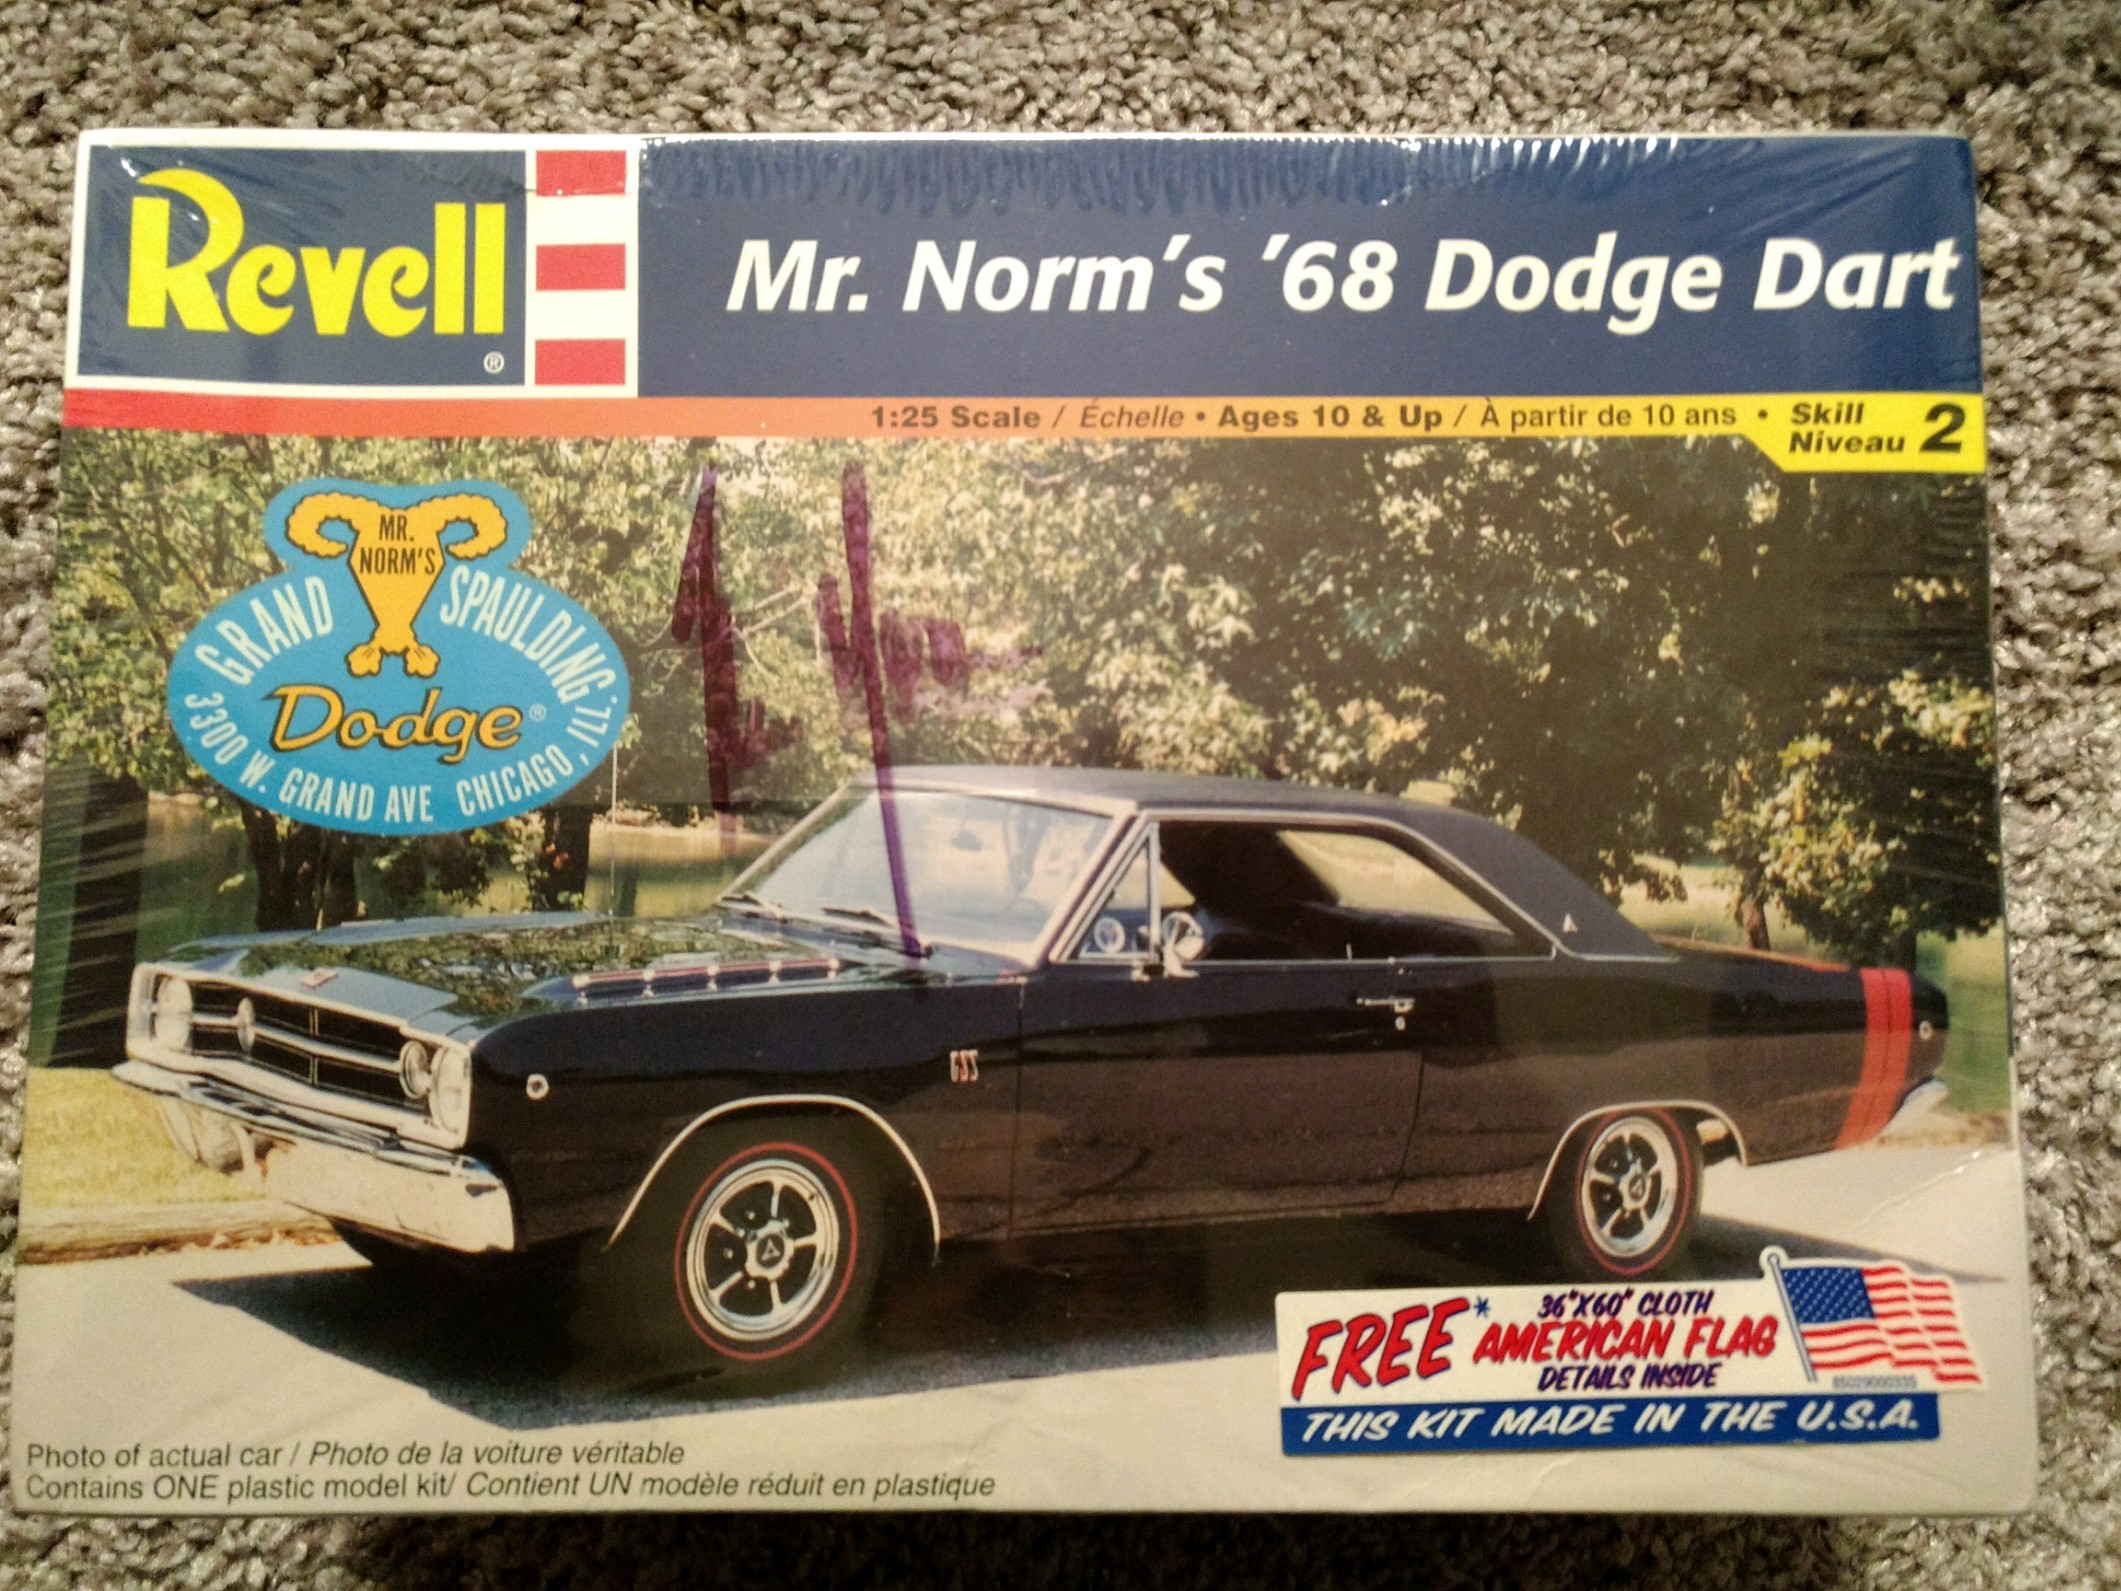 Revell
®
Mr. Norm's '68 Dodge Dart
1:25 Scale / Échelle • Ages 10 & Up / À partir de 10 ans • Skill
Niveau 2
MR.
NORM'S
GRAND SPAULDING
Dodge®
3300 W. GRAND AVE CHICAGO, ILL.
GSS
FREE*
36"X60" CLOTH
AMERICAN FLAG
DETAILS INSIDE
THIS KIT MADE IN THE U.S.A.
Photo of actual car / Photo de la voiture véritable
Contains ONE plastic model kit/ Contient UN modèle réduit en plastique